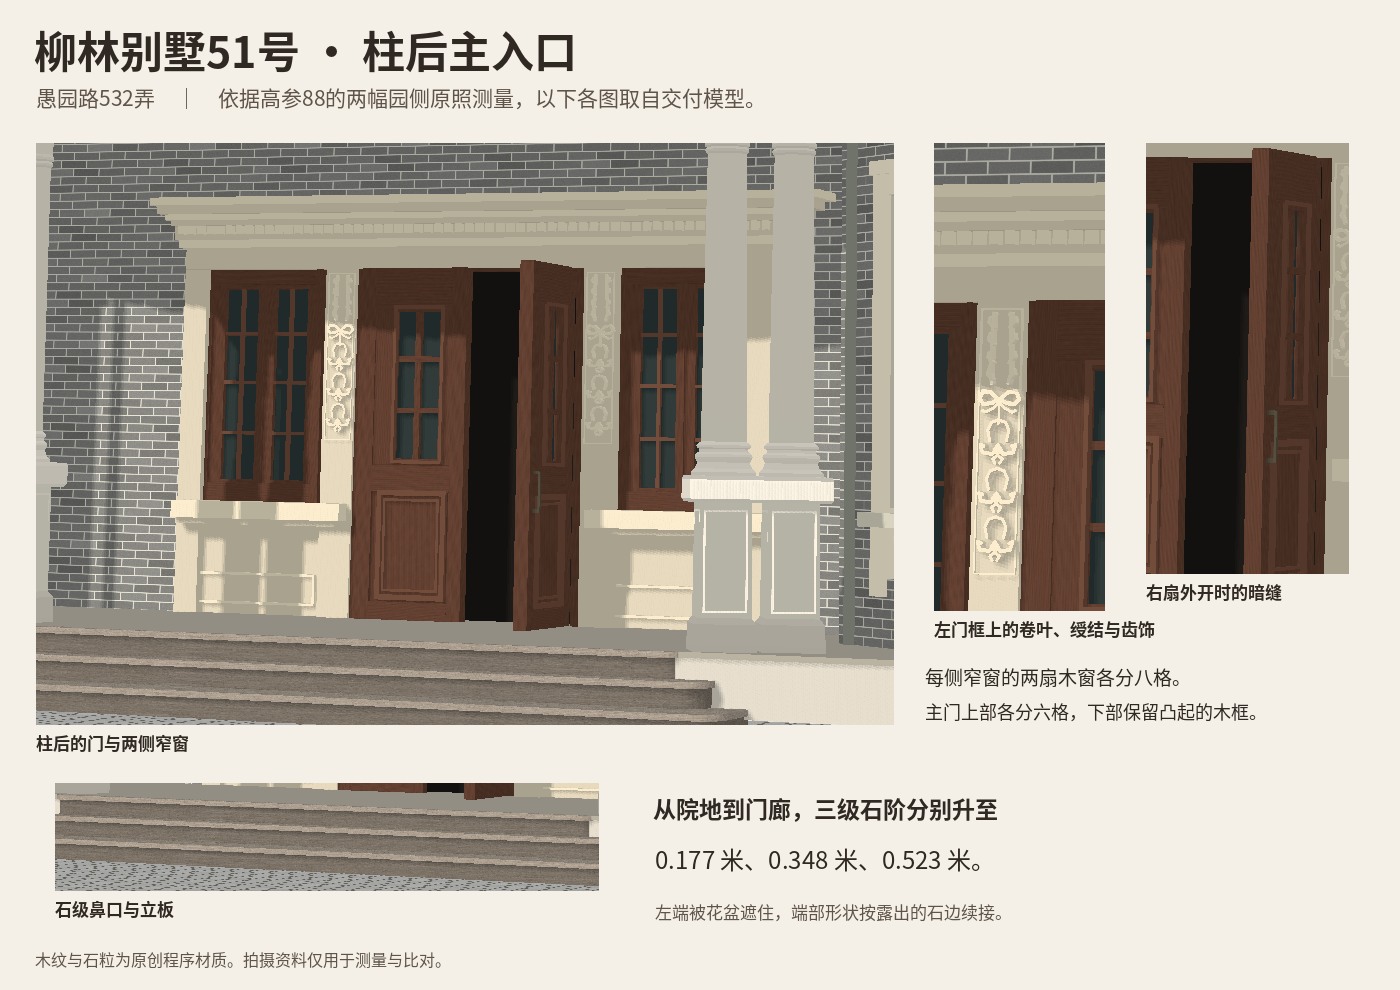 柳林别墅51号 · 柱后主入口
愚园路532弄 ｜ 依据高参88的两幅园侧原照测量，以下各图取自交付模型。
右扇外开时的暗缝
左门框上的卷叶、绶结与齿饰
每侧窄窗的两扇木窗各分八格。
主门上部各分六格，下部保留凸起的木框。
柱后的门与两侧窄窗
从院地到门廊，三级石阶分别升至
0.177 米、0.348 米、0.523 米。
石级鼻口与立板
左端被花盆遮住，端部形状按露出的石边续接。
木纹与石粒为原创程序材质。拍摄资料仅用于测量与比对。